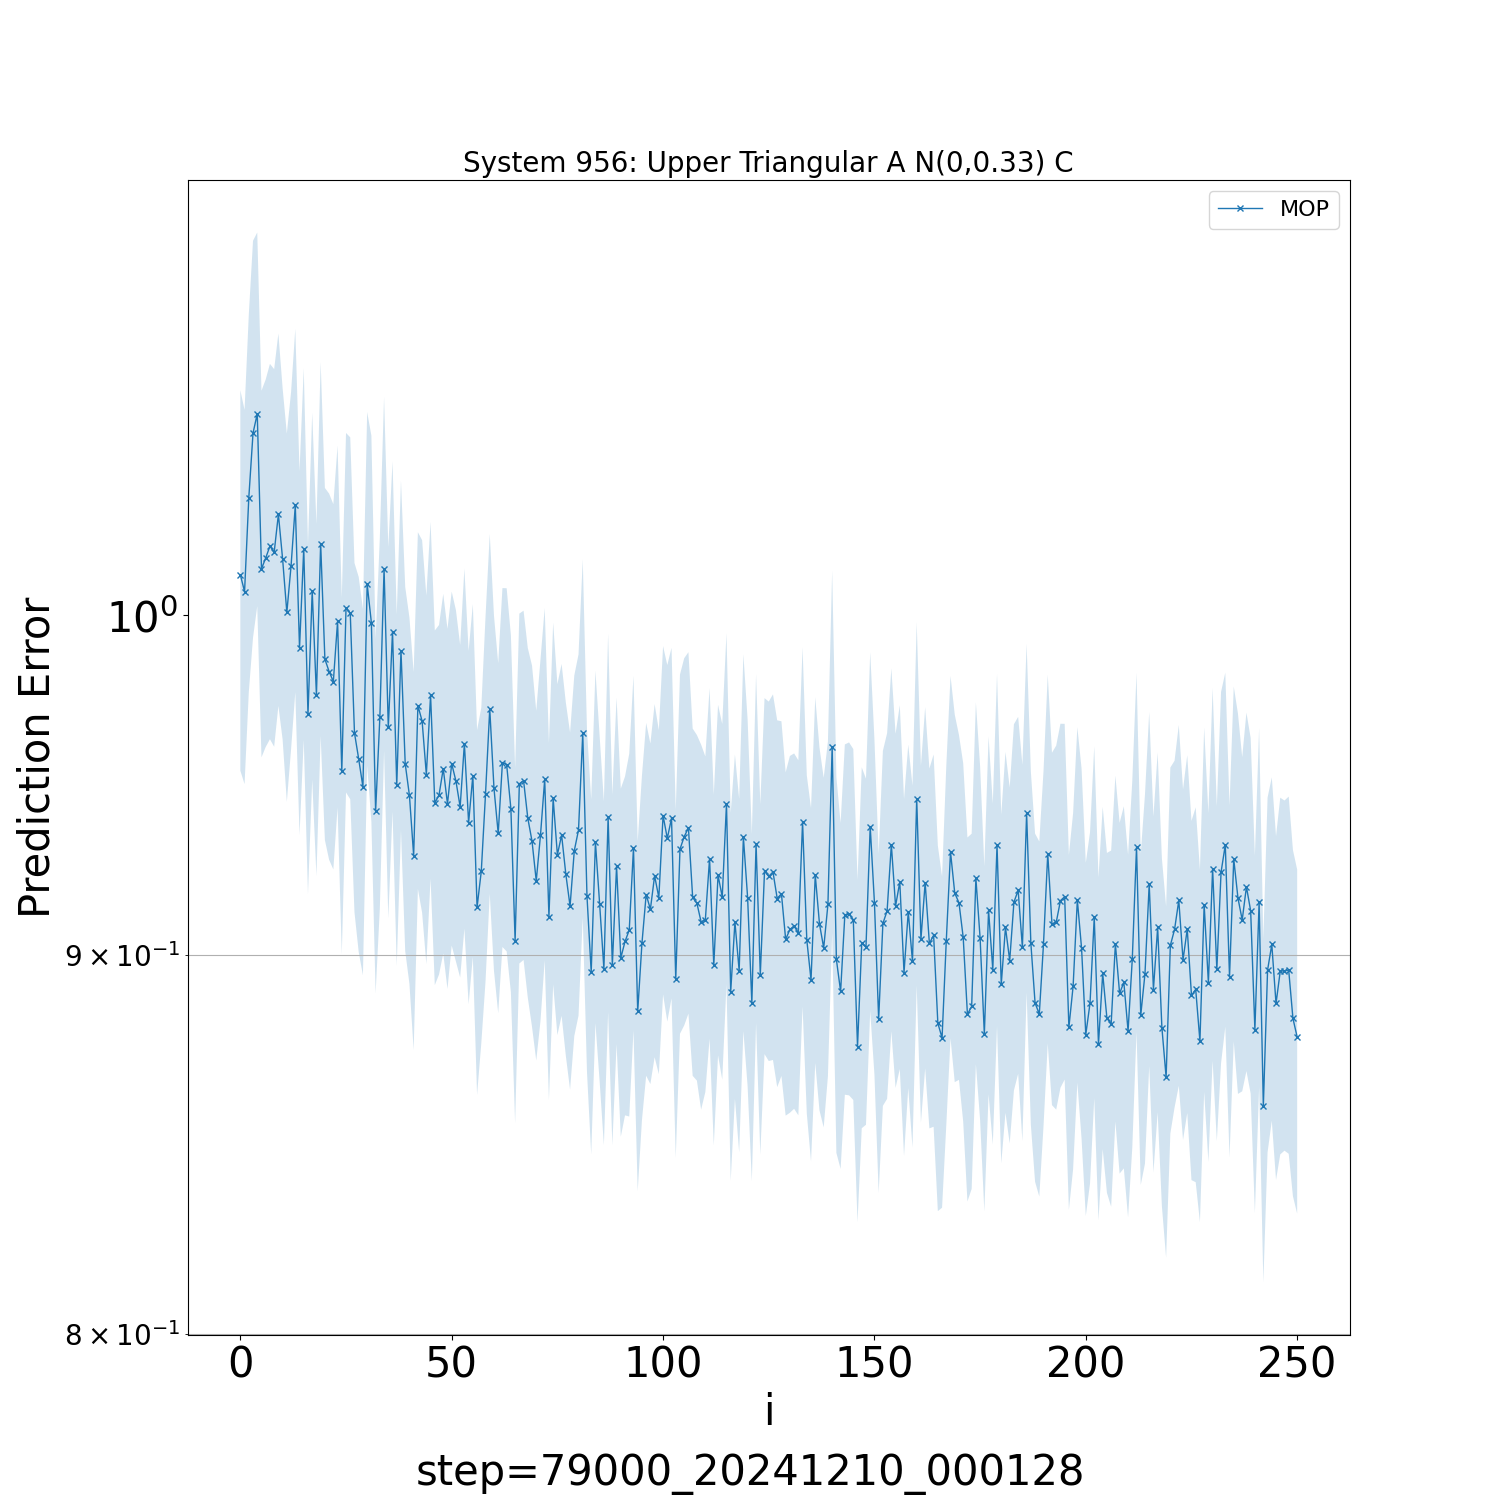 System 956: Upper Triangular A N(0,0.33) C
MOP
Prediction Error
10⁰
9 × 10⁻¹
8 × 10⁻¹
0 50 100 150 200 250
i
step=79000_20241210_000128